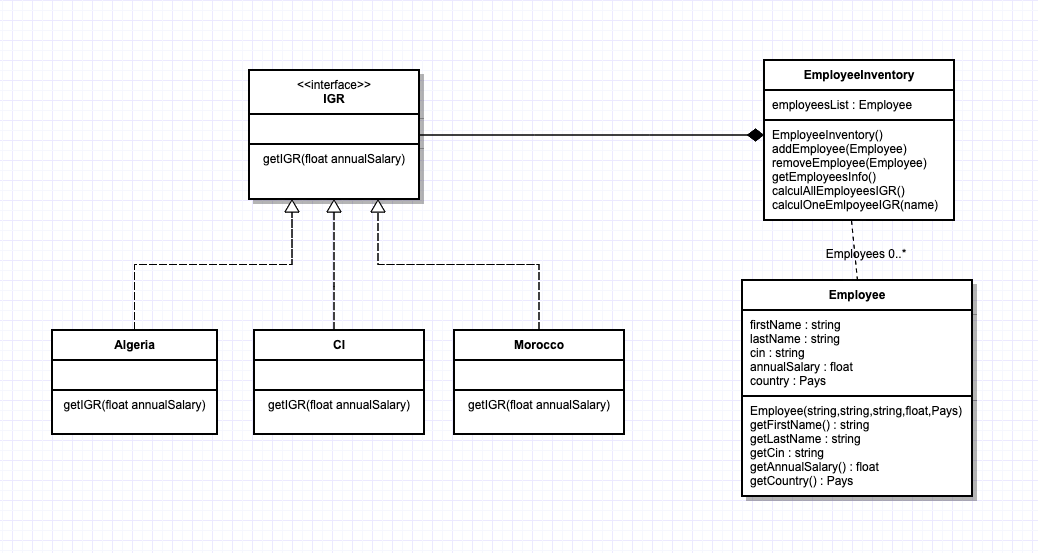 <<interface>>
IGR
getIGR(float annualSalary)
EmployeeInventory
employeesList : Employee
EmployeeInventory()
addEmployee(Employee)
removeEmployee(Employee)
getEmployeesInfo()
calculAllEmployeesIGR()
calculOneEmlpoyeeIGR(name)
Employees 0..*
Algeria
getIGR(float annualSalary)
CI
getIGR(float annualSalary)
Morocco
getIGR(float annualSalary)
Employee
firstName : string
lastName : string
cin : string
annualSalary : float
country : Pays
Employee(string,string,string,float,Pays)
getFirstName() : string
getLastName : string
getCin : string
getAnnualSalary() : float
getCountry() : Pays